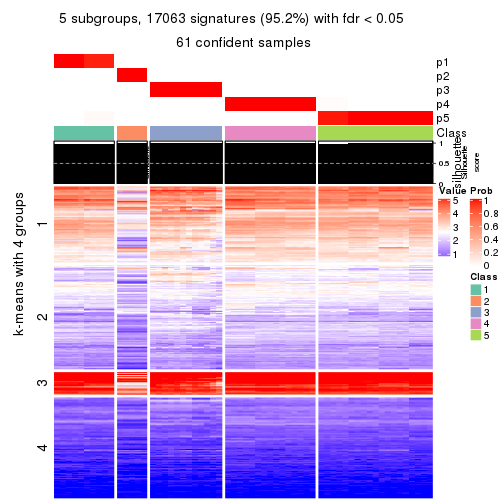 5 subgroups, 17063 signatures (95.2%) with fdr < 0.05
61 confident samples
p1
p2
p3
p4
p5
Class
1
0.5
0
silhouette
Silhouette
score
k-means with 4 groups
1
2
3
4
Value
5
4
3
2
1
Prob
1
0.8
0.6
0.4
0.2
0
Class
1
2
3
4
5